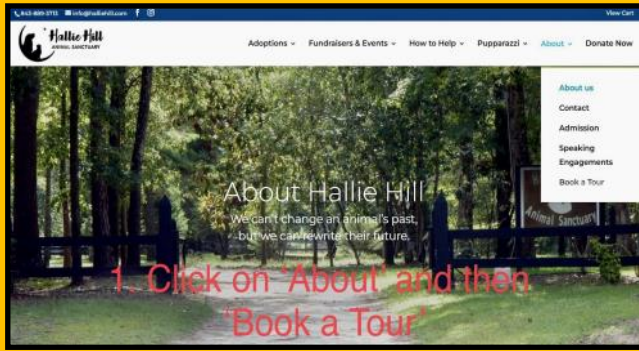 843-889-3713 info@halliehill.com View Cart
Hallie Hill
ANIMAL SANCTUARY
Adoptions Fundraisers & Events How to Help Pupparazzi About Donate Now
About us
Contact
Admission
Speaking
Engagements
Book a Tour
About Hallie Hill
We can't change an animal's past,
but we can rewrite their future.
Animal Sanctuary
1. Click on 'About' and then
'Book a Tour'